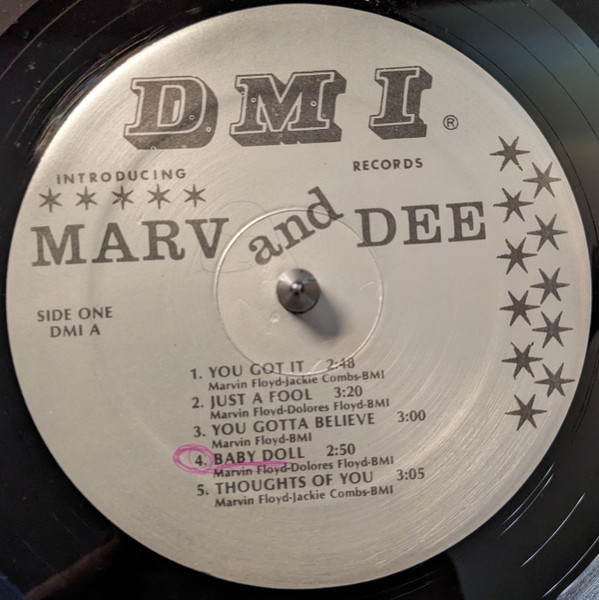 DMI ®
INTRODUCING RECORDS
MARV and DEE
SIDE ONE
DMI A
1. YOU GOT IT 2:48
Marvin Floyd-Jackie Combs-BMI
2. JUST A FOOL 3:20
Marvin Floyd-Dolores Floyd-BMI
3. YOU GOTTA BELIEVE 3:00
Marvin Floyd-BMI
4. BABY DOLL 2:50
Marvin Floyd-Dolores Floyd-BMI
5. THOUGHTS OF YOU 3:05
Marvin Floyd-Jackie Combs-BMI